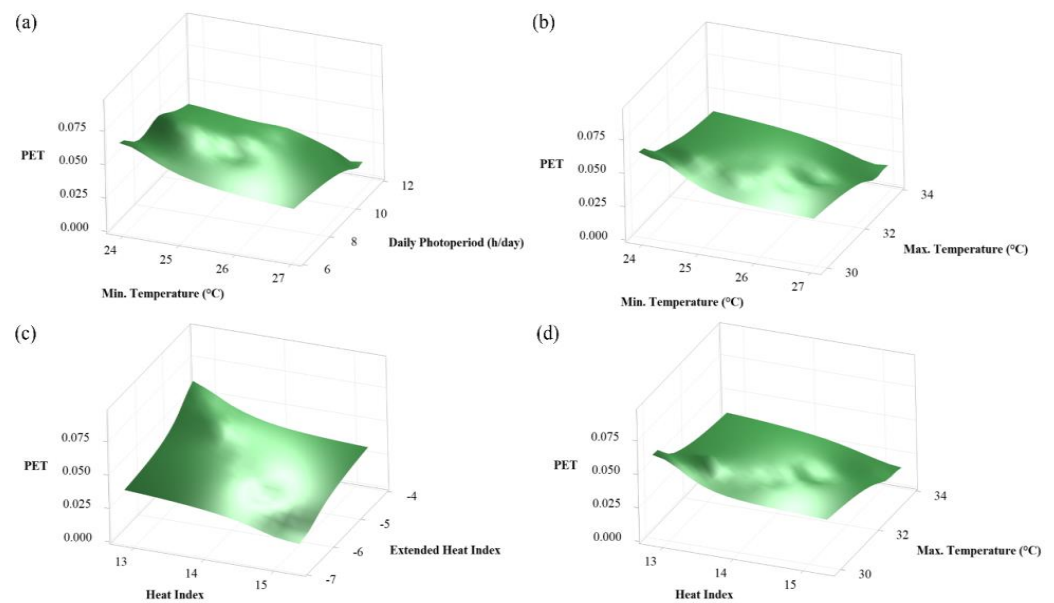 (a)
0.075
PET
0.050
0.025
0.000
24
25
26
27
Min. Temperature (°C)
6
8
10
12
Daily Photoperiod (h/day)
(b)
0.075
PET
0.050
0.025
0.000
24
25
26
27
Min. Temperature (°C)
30
32
34
Max. Temperature (°C)
(c)
0.075
PET
0.050
0.025
0.000
13
14
15
Heat Index
-7
-6
-5
-4
Extended Heat Index
(d)
0.075
PET
0.050
0.025
0.000
13
14
15
Heat Index
30
32
34
Max. Temperature (°C)